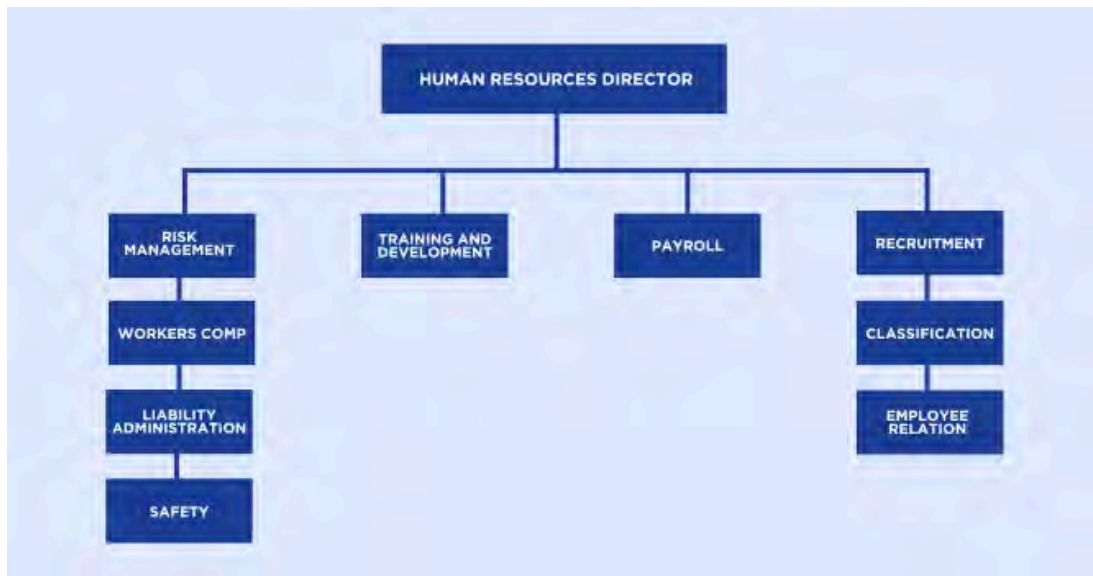 HUMAN RESOURCES DIRECTOR
RISK
MANAGEMENT
TRAINING AND
DEVELOPMENT
PAYROLL
RECRUITMENT
WORKERS COMP
CLASSIFICATION
LIABILITY
ADMINISTRATION
EMPLOYEE
RELATION
SAFETY